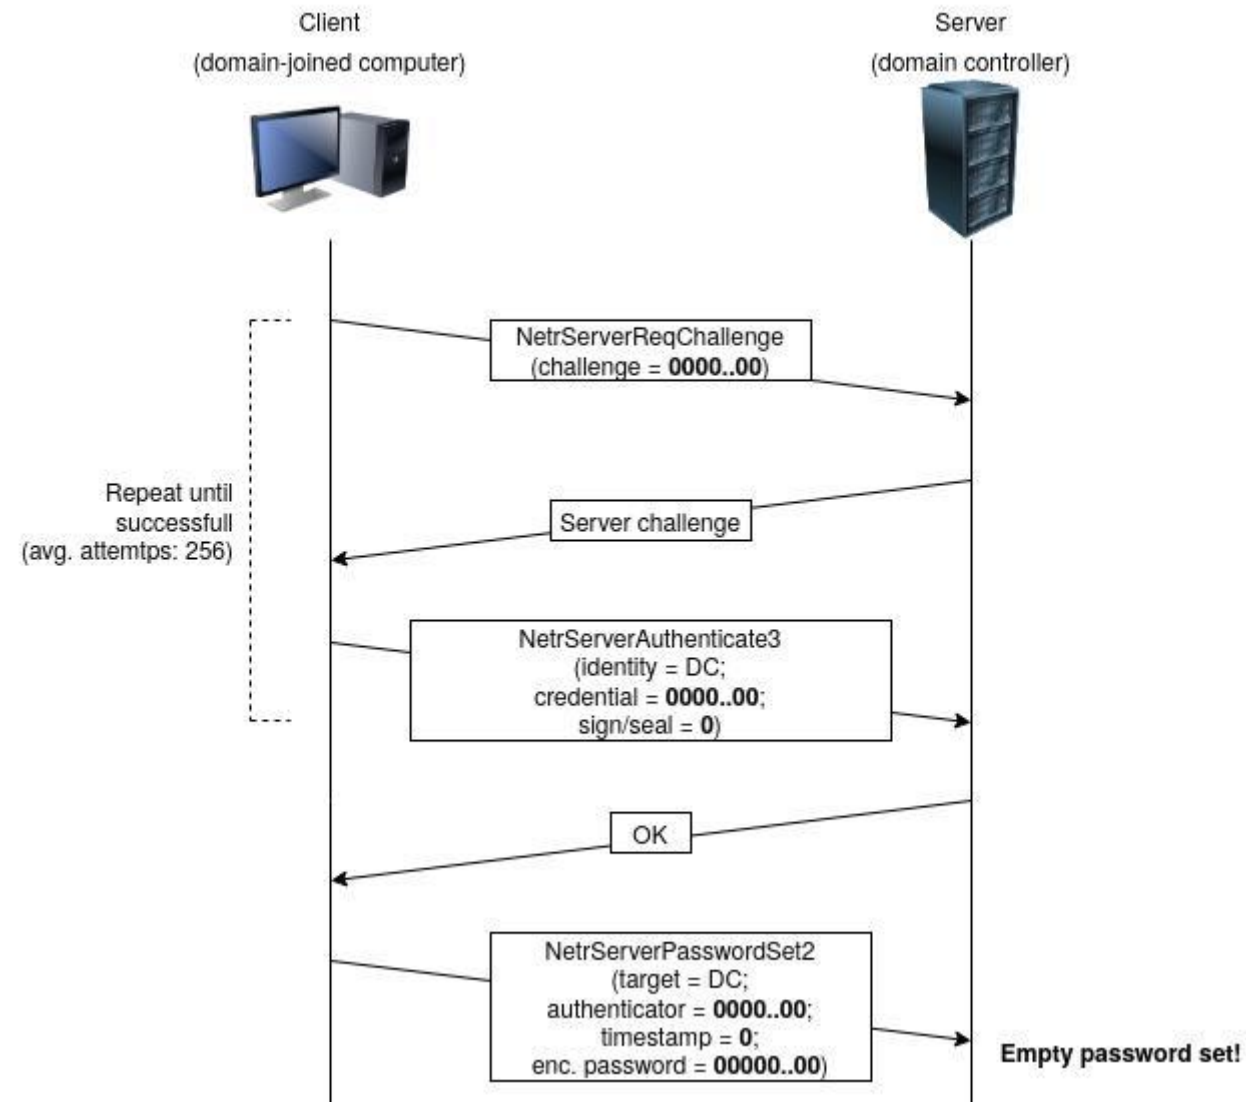 Client
(domain-joined computer)
Server
(domain controller)
NetrServerReqChallenge
(challenge = 0000..00)
Repeat until
successfull
(avg. attemtps: 256)
Server challenge
NetrServerAuthenticate3
(identity = DC;
credential = 0000..00;
sign/seal = 0)
OK
NetrServerPasswordSet2
(target = DC;
authenticator = 0000..00;
timestamp = 0;
enc. password = 00000..00)
Empty password set!